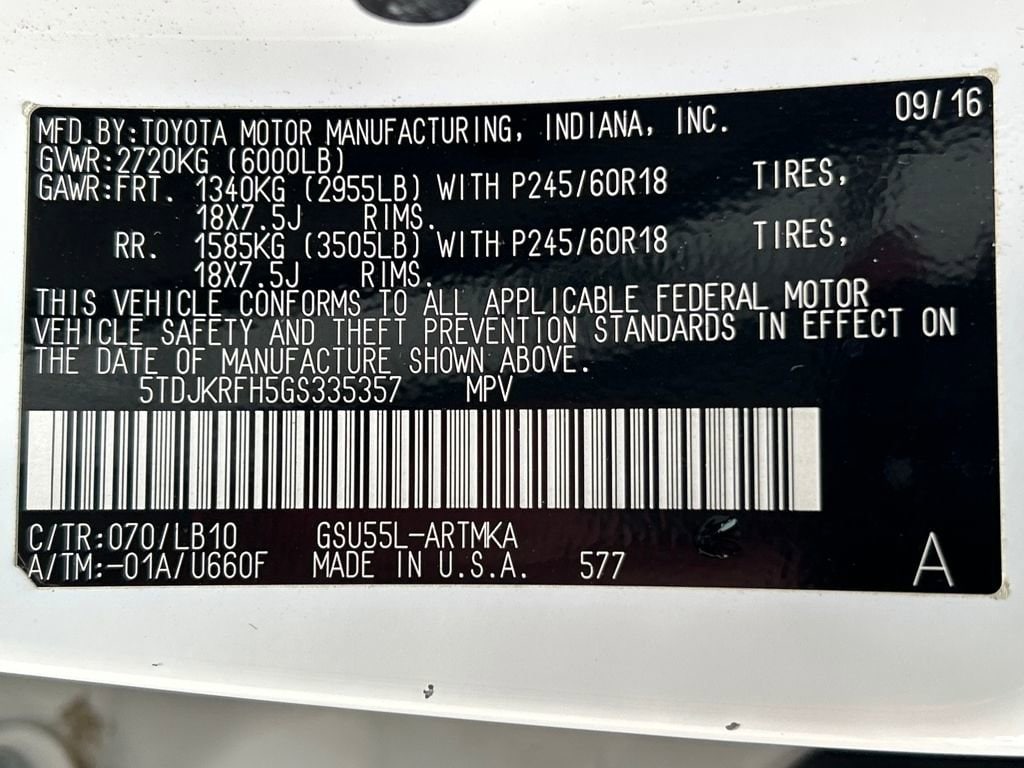 09/16
MFD.BY:TOYOTA MOTOR MANUFACTURING, INDIANA, INC.
GVWR:2720KG (6000LB)
GAWR:FRT. 1340KG (2955LB) WITH P245/60R18 TIRES,
18X7.5J RIMS.
RR. 1585KG (3505LB) WITH P245/60R18 TIRES,
18X7.5J RIMS.
THIS VEHICLE CONFORMS TO ALL APPLICABLE FEDERAL MOTOR
VEHICLE SAFETY AND THEFT PREVENTION STANDARDS IN EFFECT ON
THE DATE OF MANUFACTURE SHOWN ABOVE.
5TDJKRFH5GS335357 MPV
C/TR:070/LB10 GSU55L-ARTMKA
A/TM:-01A/U660F MADE IN U.S.A. 577 A